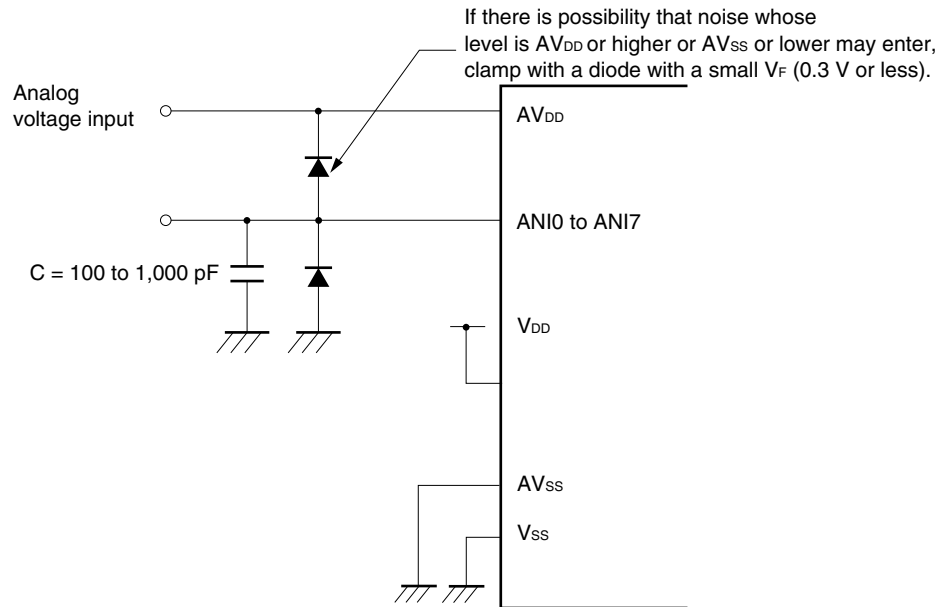 If there is possibility that noise whose
level is AVDD or higher or AVSS or lower may enter,
clamp with a diode with a small VF (0.3 V or less).
Analog
voltage input
AVDD
ANI0 to ANI7
C = 100 to 1,000 pF
VDD
AVSS
VSS